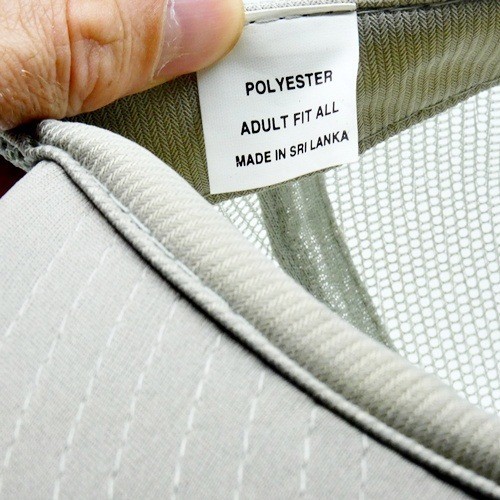 POLYESTER
ADULT FIT ALL
MADE IN SRI LANKA